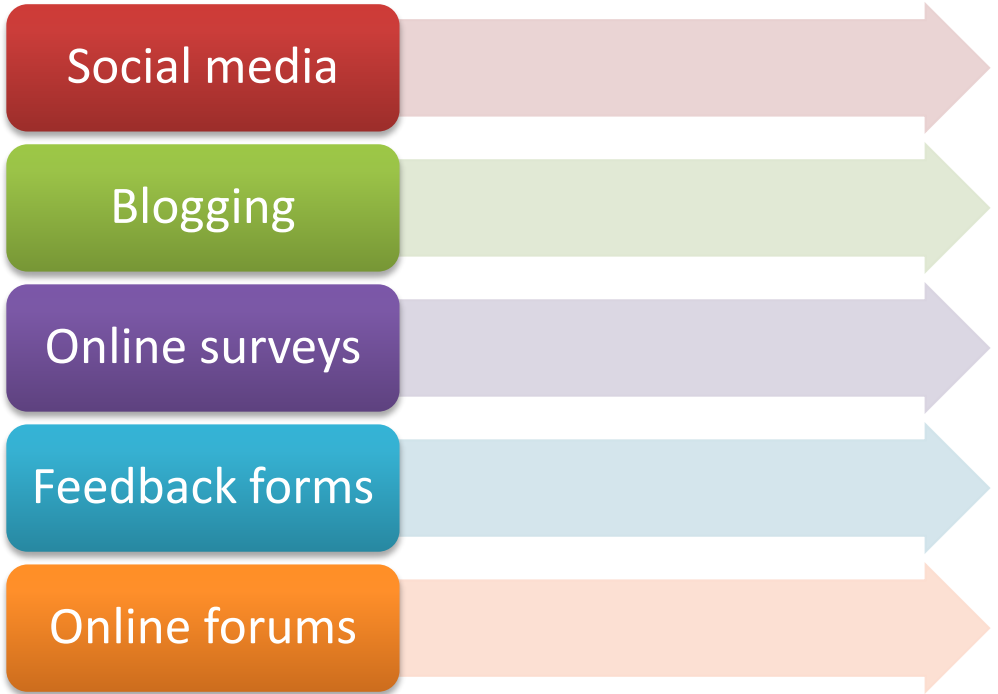 Social media
Blogging
Online surveys
Feedback forms
Online forums